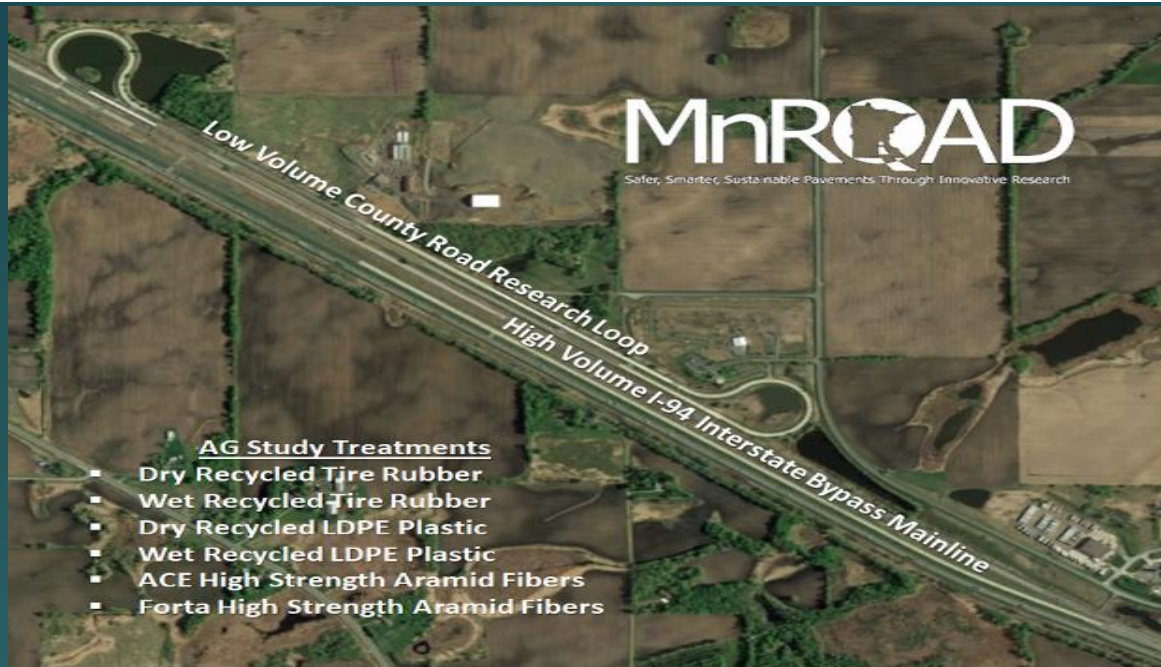 MnROAD
Safer, Smarter, Sustainable Pavements Through Innovative Research
Low Volume County Road Research Loop
High Volume I-94 Interstate Bypass Mainline
AG Study Treatments
▪ Dry Recycled Tire Rubber
▪ Wet Recycled Tire Rubber
▪ Dry Recycled LDPE Plastic
▪ Wet Recycled LDPE Plastic
▪ ACE High Strength Aramid Fibers
▪ Forta High Strength Aramid Fibers